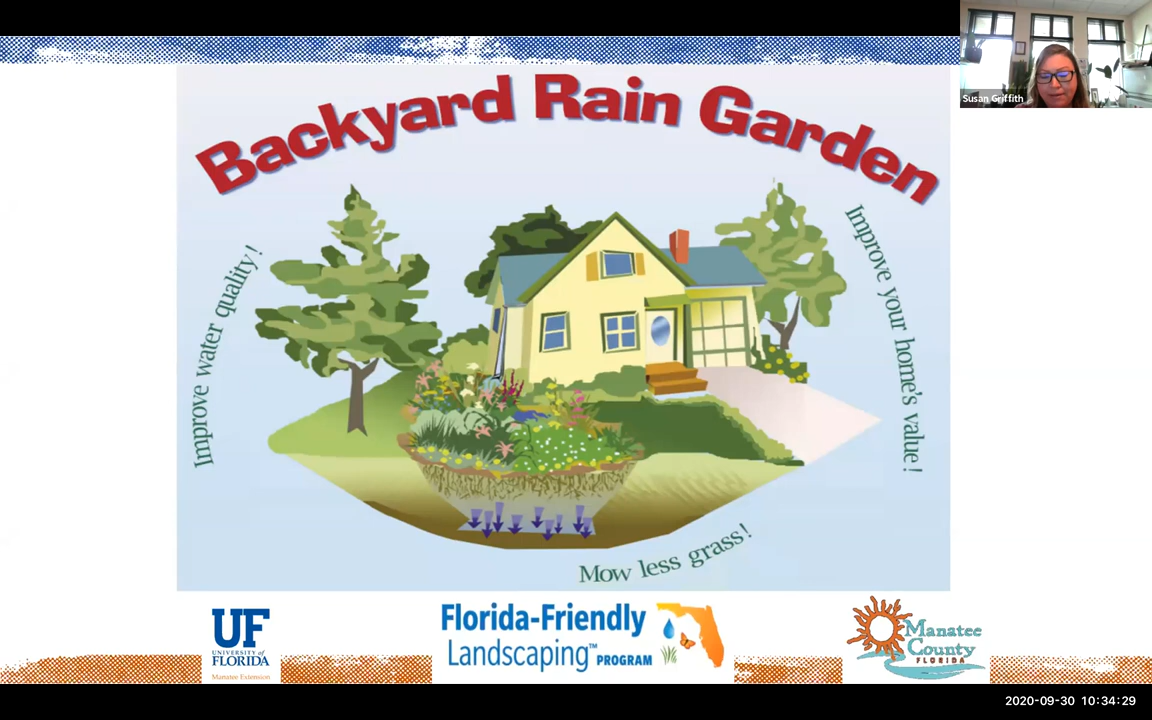 Susan Griffith
Backyard Rain Garden
Improve water quality!
Improve your home's value!
Mow less grass!
UF
UNIVERSITY of
FLORIDA
Manatee Extension
Florida-Friendly
Landscaping™ PROGRAM
Manatee
County
FLORIDA
2020-09-30 10:34:29